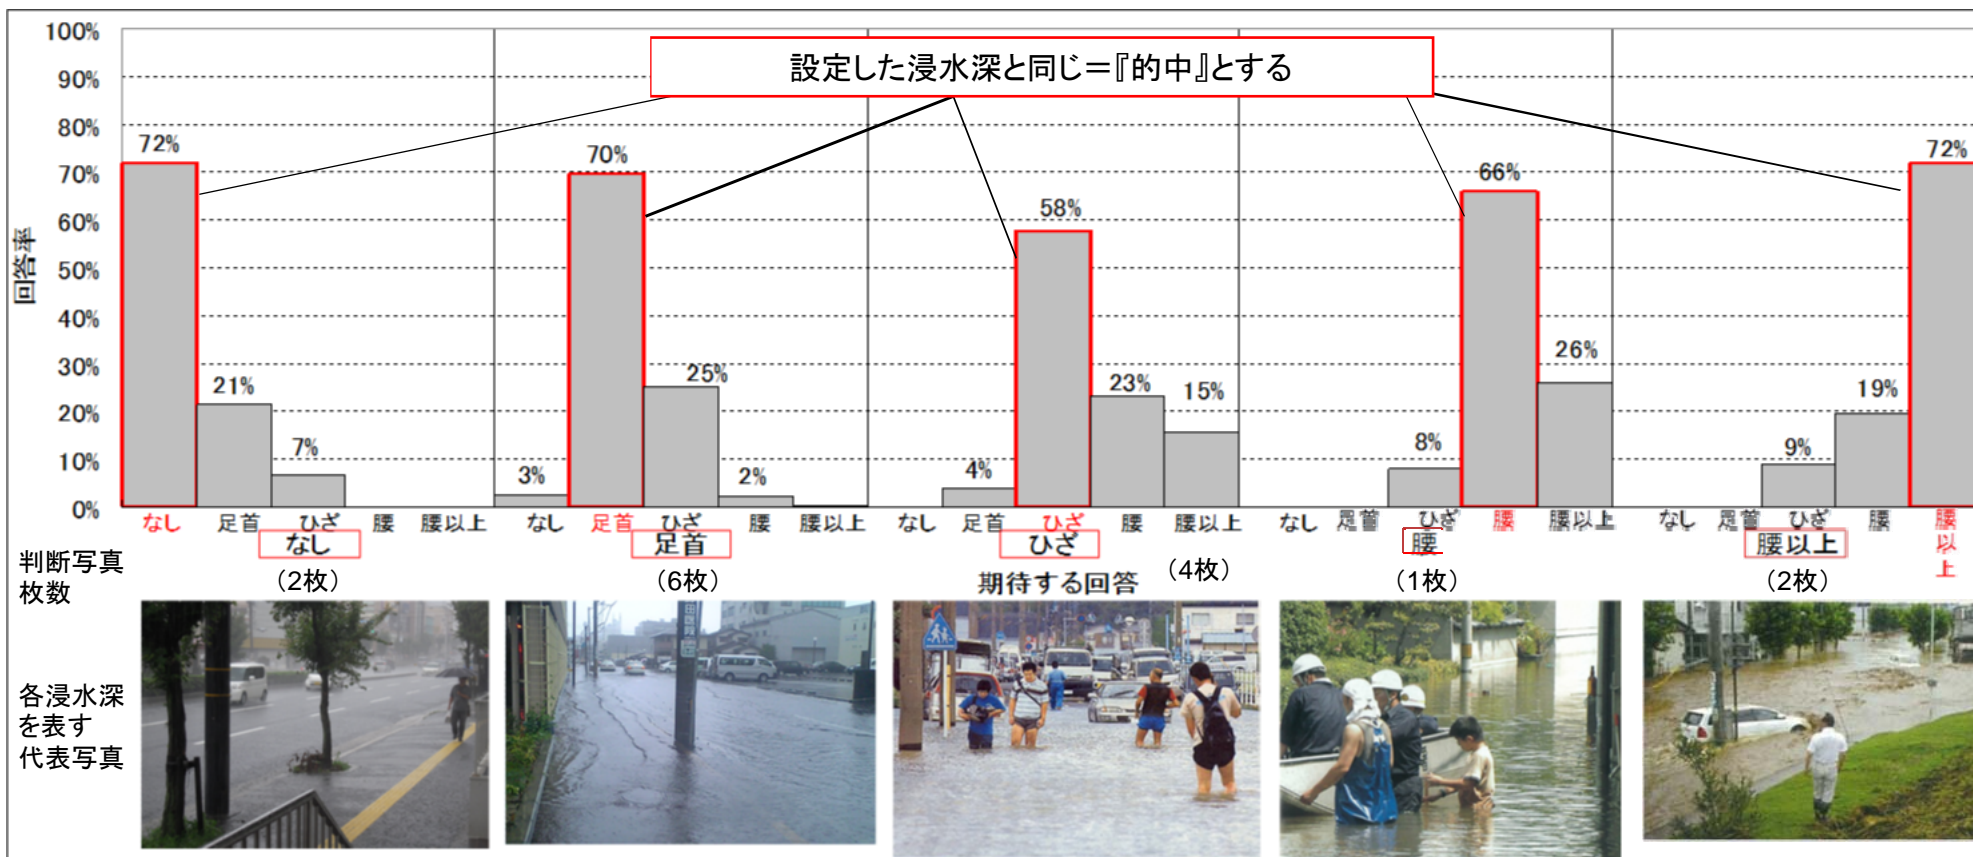 設定した浸水深と同じ＝『的中』とする
回答率
100%
90%
80%
70%
60%
50%
40%
30%
20%
10%
0%
72%
21%
7%
3%
70%
25%
2%
4%
58%
23%
15%
8%
66%
26%
9%
19%
72%
なし 足首 ひざ 腰 腰以上 なし 足首 ひざ 腰 腰以上 なし 足首 ひざ 腰 腰以上 なし 足首 ひざ 腰 腰以上 なし 足首 ひざ 腰 腰以上
なし 足首 ひざ 腰 腰以上
判断写真
枚数
（2枚） （6枚） （4枚） （1枚） （2枚）
期待する回答
各浸水深
を表す
代表写真
田医院